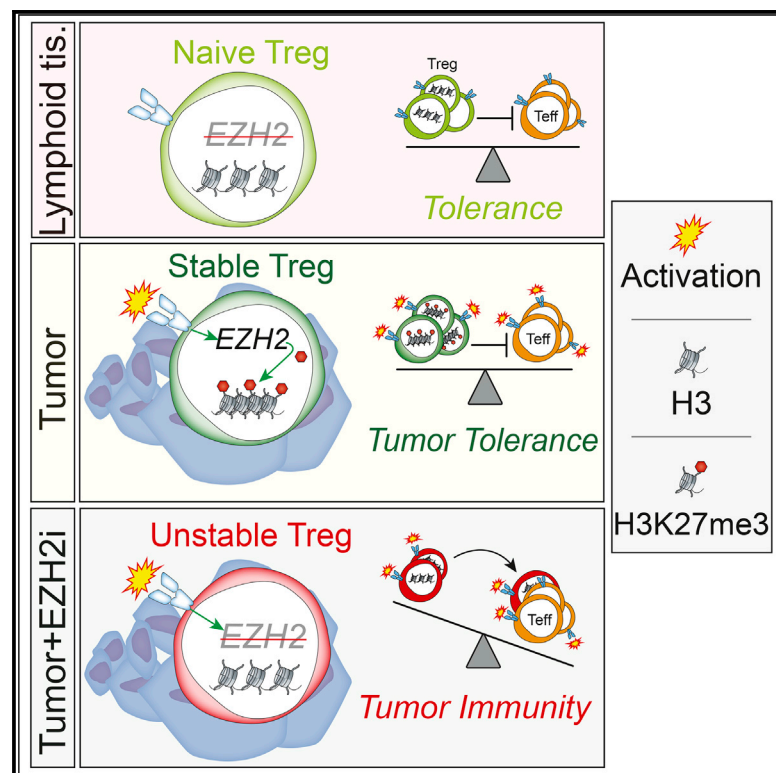 Lymphoid tis.
Naive Treg
EZH2
Treg
Teff
Tolerance
Tumor
Stable Treg
EZH2
Teff
Tumor Tolerance
Tumor+EZH2i
Unstable Treg
EZH2
Teff
Tumor Immunity
Activation
H3
H3K27me3